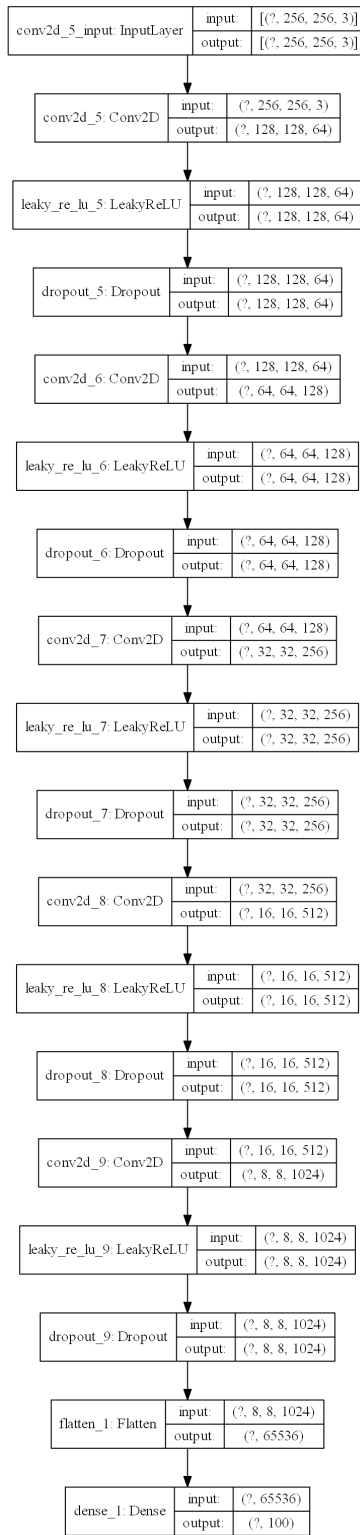 conv2d_5_input: InputLayer input: [(?, 256, 256, 3)]
output: [(?, 256, 256, 3)]
conv2d_5: Conv2D input: (?, 256, 256, 3)
output: (?, 128, 128, 64)
leaky_re_lu_5: LeakyReLU input: (?, 128, 128, 64)
output: (?, 128, 128, 64)
dropout_5: Dropout input: (?, 128, 128, 64)
output: (?, 128, 128, 64)
conv2d_6: Conv2D input: (?, 128, 128, 64)
output: (?, 64, 64, 128)
leaky_re_lu_6: LeakyReLU input: (?, 64, 64, 128)
output: (?, 64, 64, 128)
dropout_6: Dropout input: (?, 64, 64, 128)
output: (?, 64, 64, 128)
conv2d_7: Conv2D input: (?, 64, 64, 128)
output: (?, 32, 32, 256)
leaky_re_lu_7: LeakyReLU input: (?, 32, 32, 256)
output: (?, 32, 32, 256)
dropout_7: Dropout input: (?, 32, 32, 256)
output: (?, 32, 32, 256)
conv2d_8: Conv2D input: (?, 32, 32, 256)
output: (?, 16, 16, 512)
leaky_re_lu_8: LeakyReLU input: (?, 16, 16, 512)
output: (?, 16, 16, 512)
dropout_8: Dropout input: (?, 16, 16, 512)
output: (?, 16, 16, 512)
conv2d_9: Conv2D input: (?, 16, 16, 512)
output: (?, 8, 8, 1024)
leaky_re_lu_9: LeakyReLU input: (?, 8, 8, 1024)
output: (?, 8, 8, 1024)
dropout_9: Dropout input: (?, 8, 8, 1024)
output: (?, 8, 8, 1024)
flatten_1: Flatten input: (?, 8, 8, 1024)
output: (?, 65536)
dense_1: Dense input: (?, 65536)
output: (?, 100)